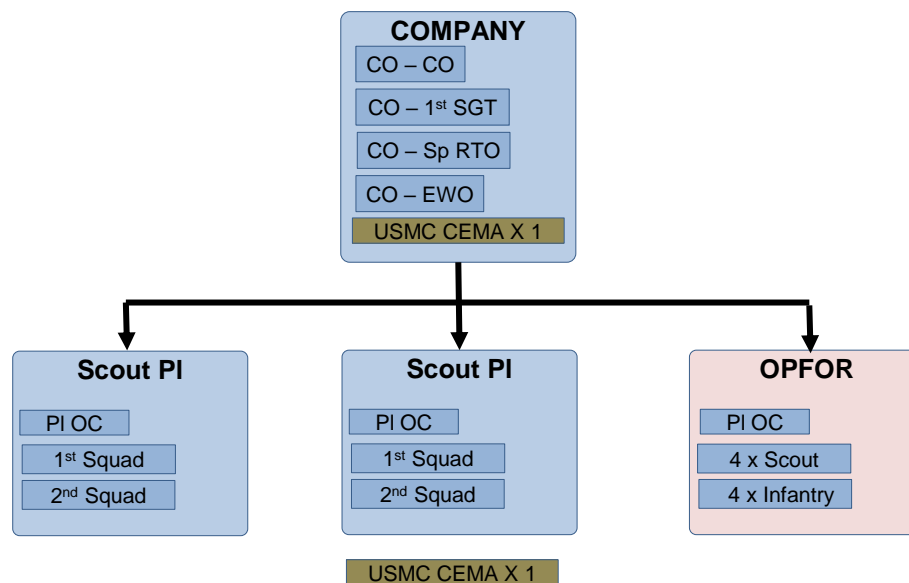 COMPANY
CO – CO
CO – 1st SGT
CO – Sp RTO
CO – EWO
USMC CEMA X 1
Scout Pl
Pl OC
1st Squad
2nd Squad
Scout Pl
Pl OC
1st Squad
2nd Squad
OPFOR
Pl OC
4 x Scout
4 x Infantry
USMC CEMA X 1